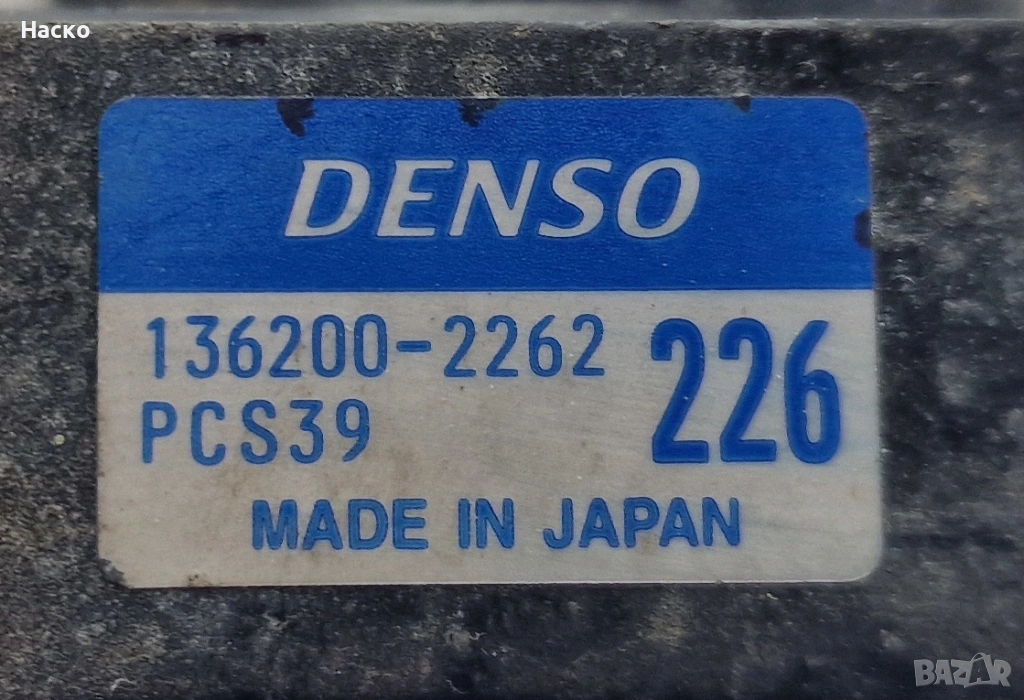 Наско
DENSO
136200-2262 226
PCS39
MADE IN JAPAN
BAZAR